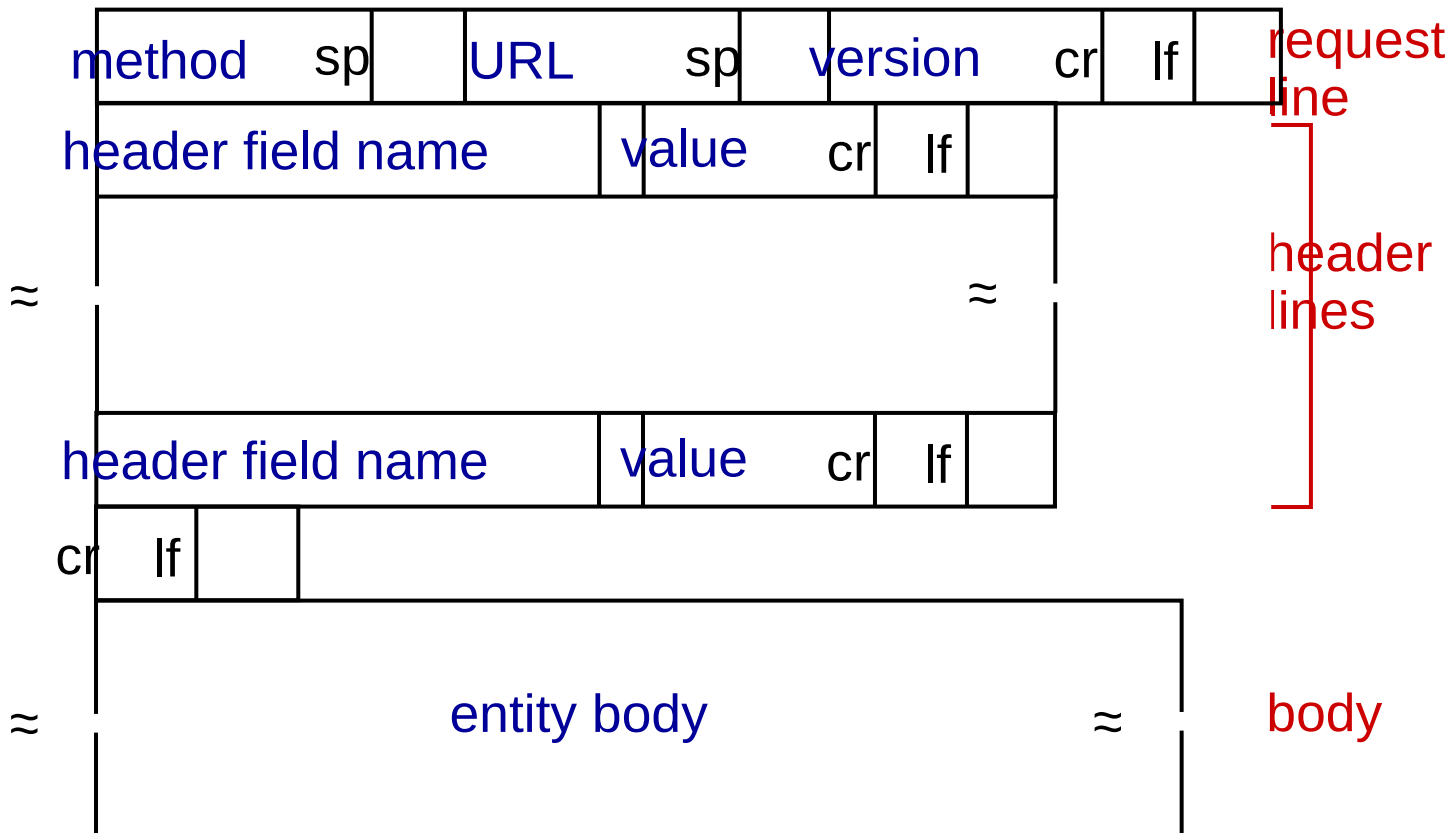 method sp URL sp version cr lf request
line
header field name value cr lf
header
lines
≈ ≈
header field name value cr lf
cr lf
≈ entity body ≈ body